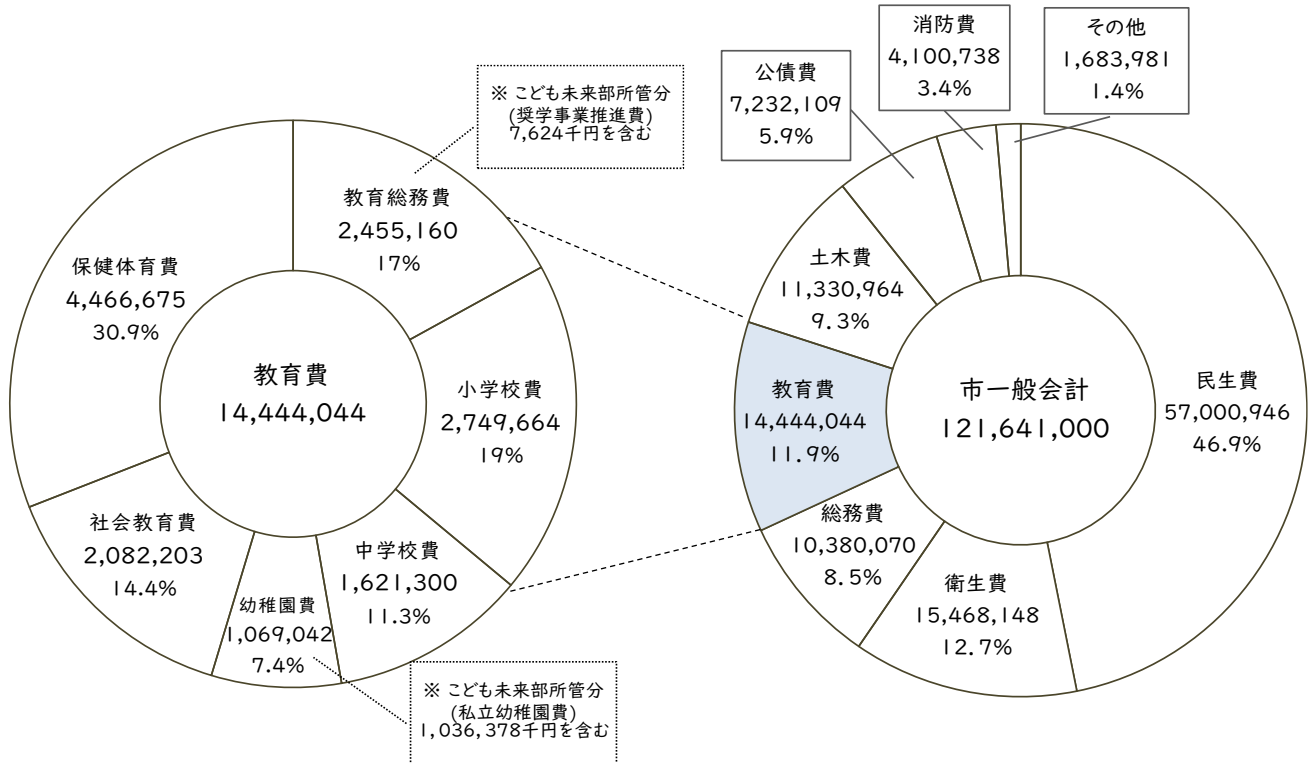 ※ こども未来部所管分
(奨学事業推進費)
7,624千円を含む
教育総務費
2,455,160
17%
小学校費
2,749,664
19%
中学校費
1,621,300
11.3%
幼稚園費
1,069,042
7.4%
※ こども未来部所管分
(私立幼稚園費)
1,036,378千円を含む
社会教育費
2,082,203
14.4%
保健体育費
4,466,675
30.9%
教育費
14,444,044
公債費
7,232,109
5.9%
消防費
4,100,738
3.4%
その他
1,683,981
1.4%
民生費
57,000,946
46.9%
衛生費
15,468,148
12.7%
総務費
10,380,070
8.5%
教育費
14,444,044
11.9%
土木費
11,330,964
9.3%
市一般会計
121,641,000